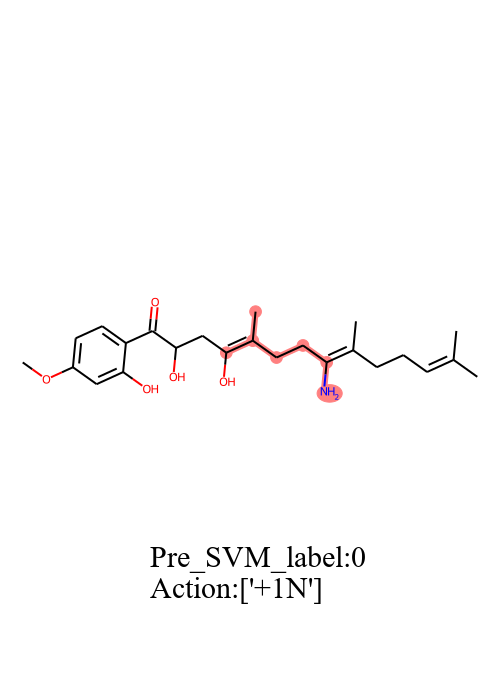 O
O
OH
OH
OH
NH2
Pre_SVM_label:0
Action:['+1N']